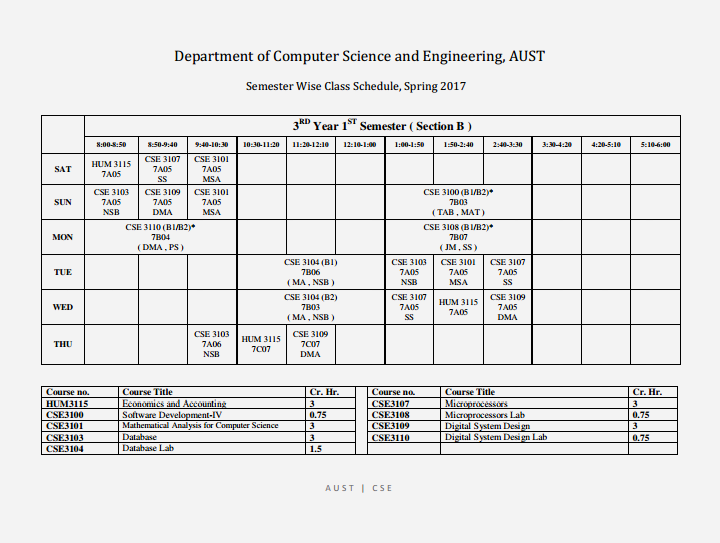 Department of Computer Science and Engineering, AUST
Semester Wise Class Schedule, Spring 2017
3RD Year 1ST Semester ( Section B )
8:00-8:50 8:50-9:40 9:40-10:30 10:30-11:20 11:20-12:10 12:10-1:00 1:00-1:50 1:50-2:40 2:40-3:30 3:30-4:20 4:20-5:10 5:10-6:00
SAT
HUM 3115
7A05
CSE 3107
7A05
SS
CSE 3101
7A05
MSA
SUN
CSE 3103
7A05
NSB
CSE 3109
7A05
DMA
CSE 3101
7A05
MSA
CSE 3100 (B1/B2)*
7B03
( TAB , MAT )
MON
CSE 3110 (B1/B2)*
7B04
( DMA , PS )
CSE 3108 (B1/B2)*
7B07
( JM , SS )
TUE
CSE 3104 (B1)
7B06
( MA , NSB )
CSE 3103
7A05
NSB
CSE 3101
7A05
MSA
CSE 3107
7A05
SS
WED
CSE 3104 (B2)
7B03
( MA , NSB )
CSE 3107
7A05
SS
HUM 3115
7A05
CSE 3109
7A05
DMA
THU
CSE 3103
7A06
NSB
HUM 3115
7C07
CSE 3109
7C07
DMA
Course no. Course Title Cr. Hr.
HUM3115 Economics and Accounting 3
CSE3100 Software Development-IV 0.75
CSE3101 Mathematical Analysis for Computer Science 3
CSE3103 Database 3
CSE3104 Database Lab 1.5
Course no. Course Title Cr. Hr.
CSE3107 Microprocessors 3
CSE3108 Microprocessors Lab 0.75
CSE3109 Digital System Design 3
CSE3110 Digital System Design Lab 0.75
AUST | CSE